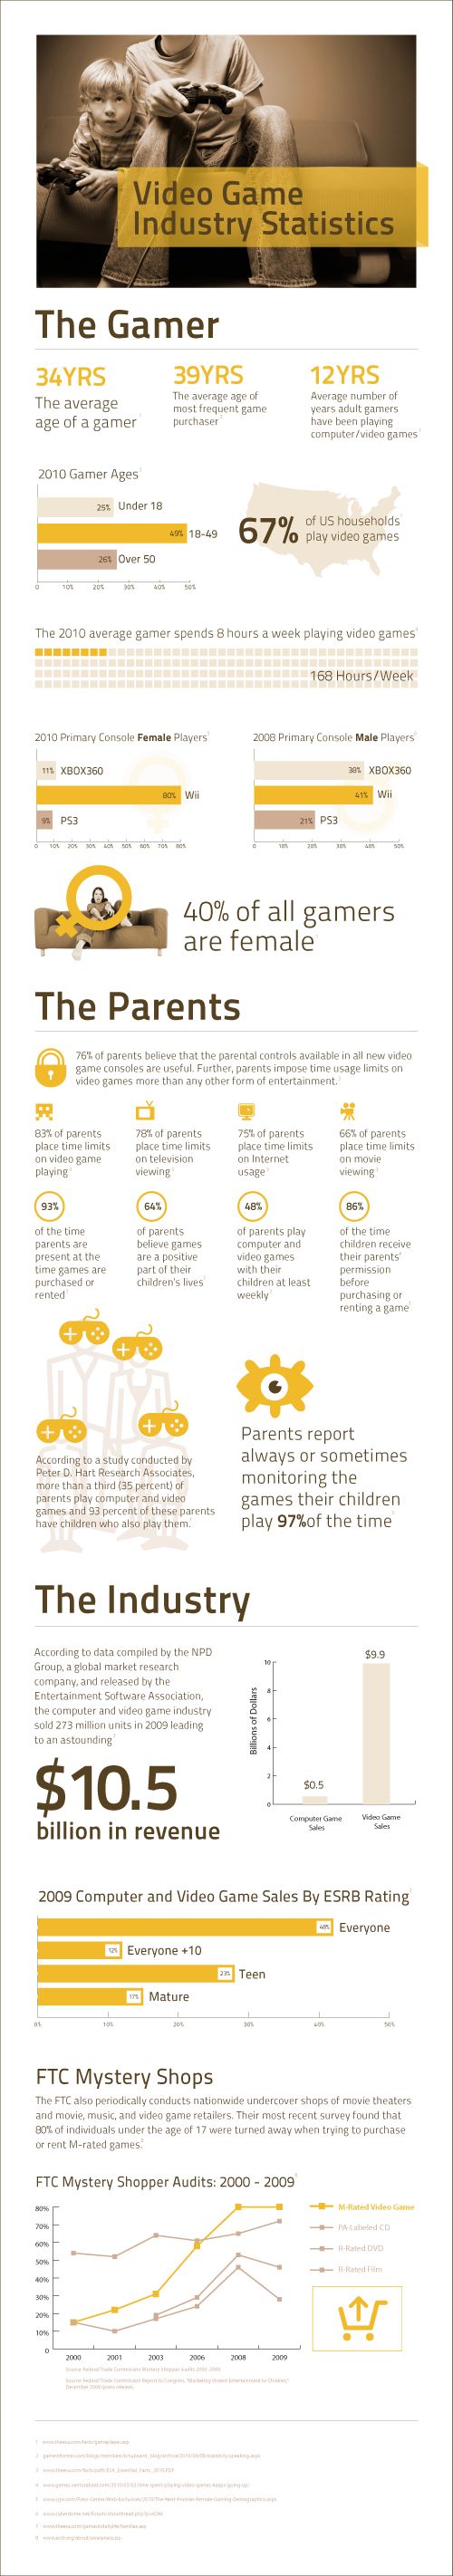 Video Game
Industry Statistics
The Gamer
34YRS
The average
age of a gamer
39YRS
The average age of
most frequent game
purchaser
12YRS
Average number of
years adult gamers
have been playing
computer/video games
2010 Gamer Ages
25% Under 18
49% 18-49
26% Over 50
0 10% 20% 30% 40% 50%
67% of US households
play video games
The 2010 average gamer spends 8 hours a week playing video games
168 Hours/Week
2010 Primary Console Female Players
11% XBOX360
80% Wii
9% PS3
0 10% 20% 30% 40% 50% 60% 70% 80%
2008 Primary Console Male Players
38% XBOX360
41% Wii
21% PS3
0 10% 20% 30% 40% 50%
40% of all gamers
are female
The Parents
76% of parents believe that the parental controls available in all new video
game consoles are useful. Further, parents impose time usage limits on
video games more than any other form of entertainment.
83% of parents
place time limits
on video game
playing
78% of parents
place time limits
on television
viewing
75% of parents
place time limits
on Internet
usage
66% of parents
place time limits
on movie
viewing
93%
of the time
parents are
present at the
time games are
purchased or
rented
64%
of parents
believe games
are a positive
part of their
children's lives
48%
of parents play
computer and
video games
with their
children at least
weekly
86%
of the time
children receive
their parents'
permission
before
purchasing or
renting a game
According to a study conducted by
Peter D. Hart Research Associates,
more than a third (35 percent) of
parents play computer and video
games and 93 percent of these parents
have children who also play them.
Parents report
always or sometimes
monitoring the
games their children
play 97%of the time
The Industry
According to data compiled by the NPD
Group, a global market research
company, and released by the
Entertainment Software Association,
the computer and video game industry
sold 273 million units in 2009 leading
to an astounding
$10.5
billion in revenue
Billions of Dollars
10
8
6
4
2
0
$0.5
$9.9
Computer Game
Sales
Video Game
Sales
2009 Computer and Video Game Sales By ESRB Rating
48% Everyone
12% Everyone +10
23% Teen
17% Mature
0% 10% 20% 30% 40% 50%
FTC Mystery Shops
The FTC also periodically conducts nationwide undercover shops of movie theaters
and movie, music, and video game retailers. Their most recent survey found that
80% of individuals under the age of 17 were turned away when trying to purchase
or rent M-rated games.
FTC Mystery Shopper Audits: 2000 - 2009
80%
70%
60%
50%
40%
30%
20%
10%
0
2000 2001 2003 2006 2008 2009
M-Rated Video Game
PA-Labeled CD
R-Rated DVD
R-Rated Film